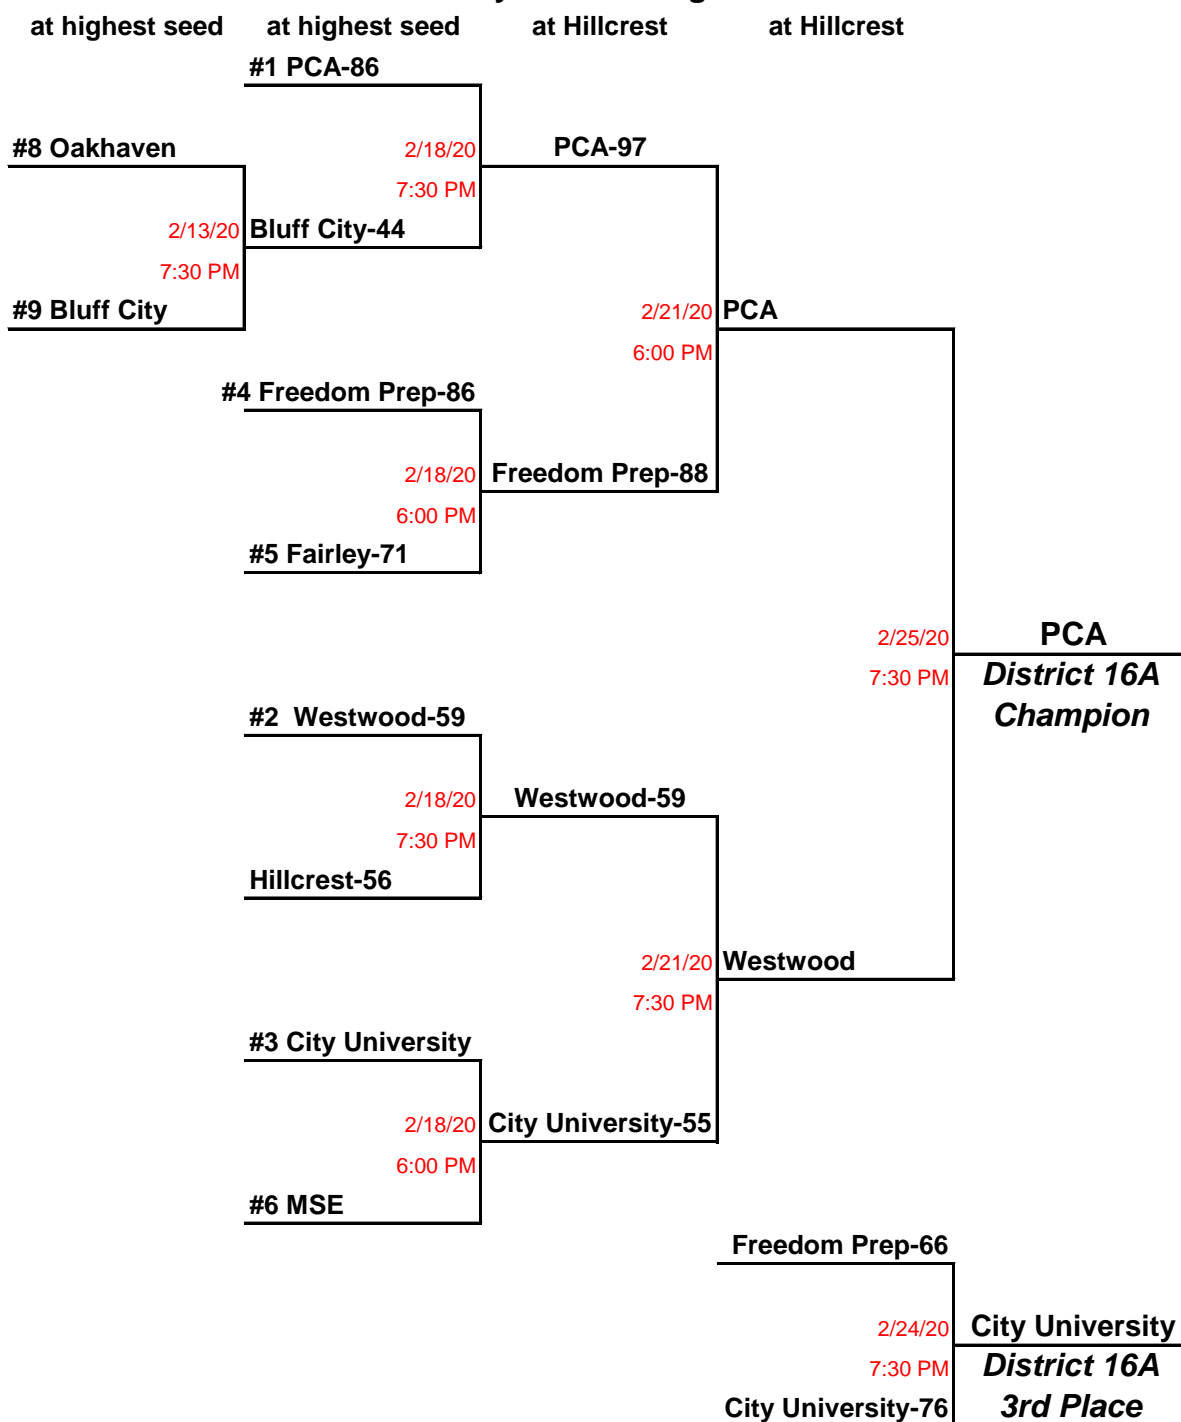 at highest seed at highest seed at Hillcrest at Hillcrest
#1 PCA-86
#8 Oakhaven 2/18/20 PCA-97
7:30 PM
2/13/20 Bluff City-44
7:30 PM
#9 Bluff City 2/21/20 PCA
6:00 PM
#4 Freedom Prep-86
2/18/20 Freedom Prep-88
6:00 PM
#5 Fairley-71
2/25/20 PCA
7:30 PM District 16A
#2 Westwood-59 Champion
2/18/20 Westwood-59
7:30 PM
Hillcrest-56
2/21/20 Westwood
7:30 PM
#3 City University
2/18/20 City University-55
6:00 PM
#6 MSE
Freedom Prep-66
2/24/20 City University
7:30 PM District 16A
City University-76 3rd Place